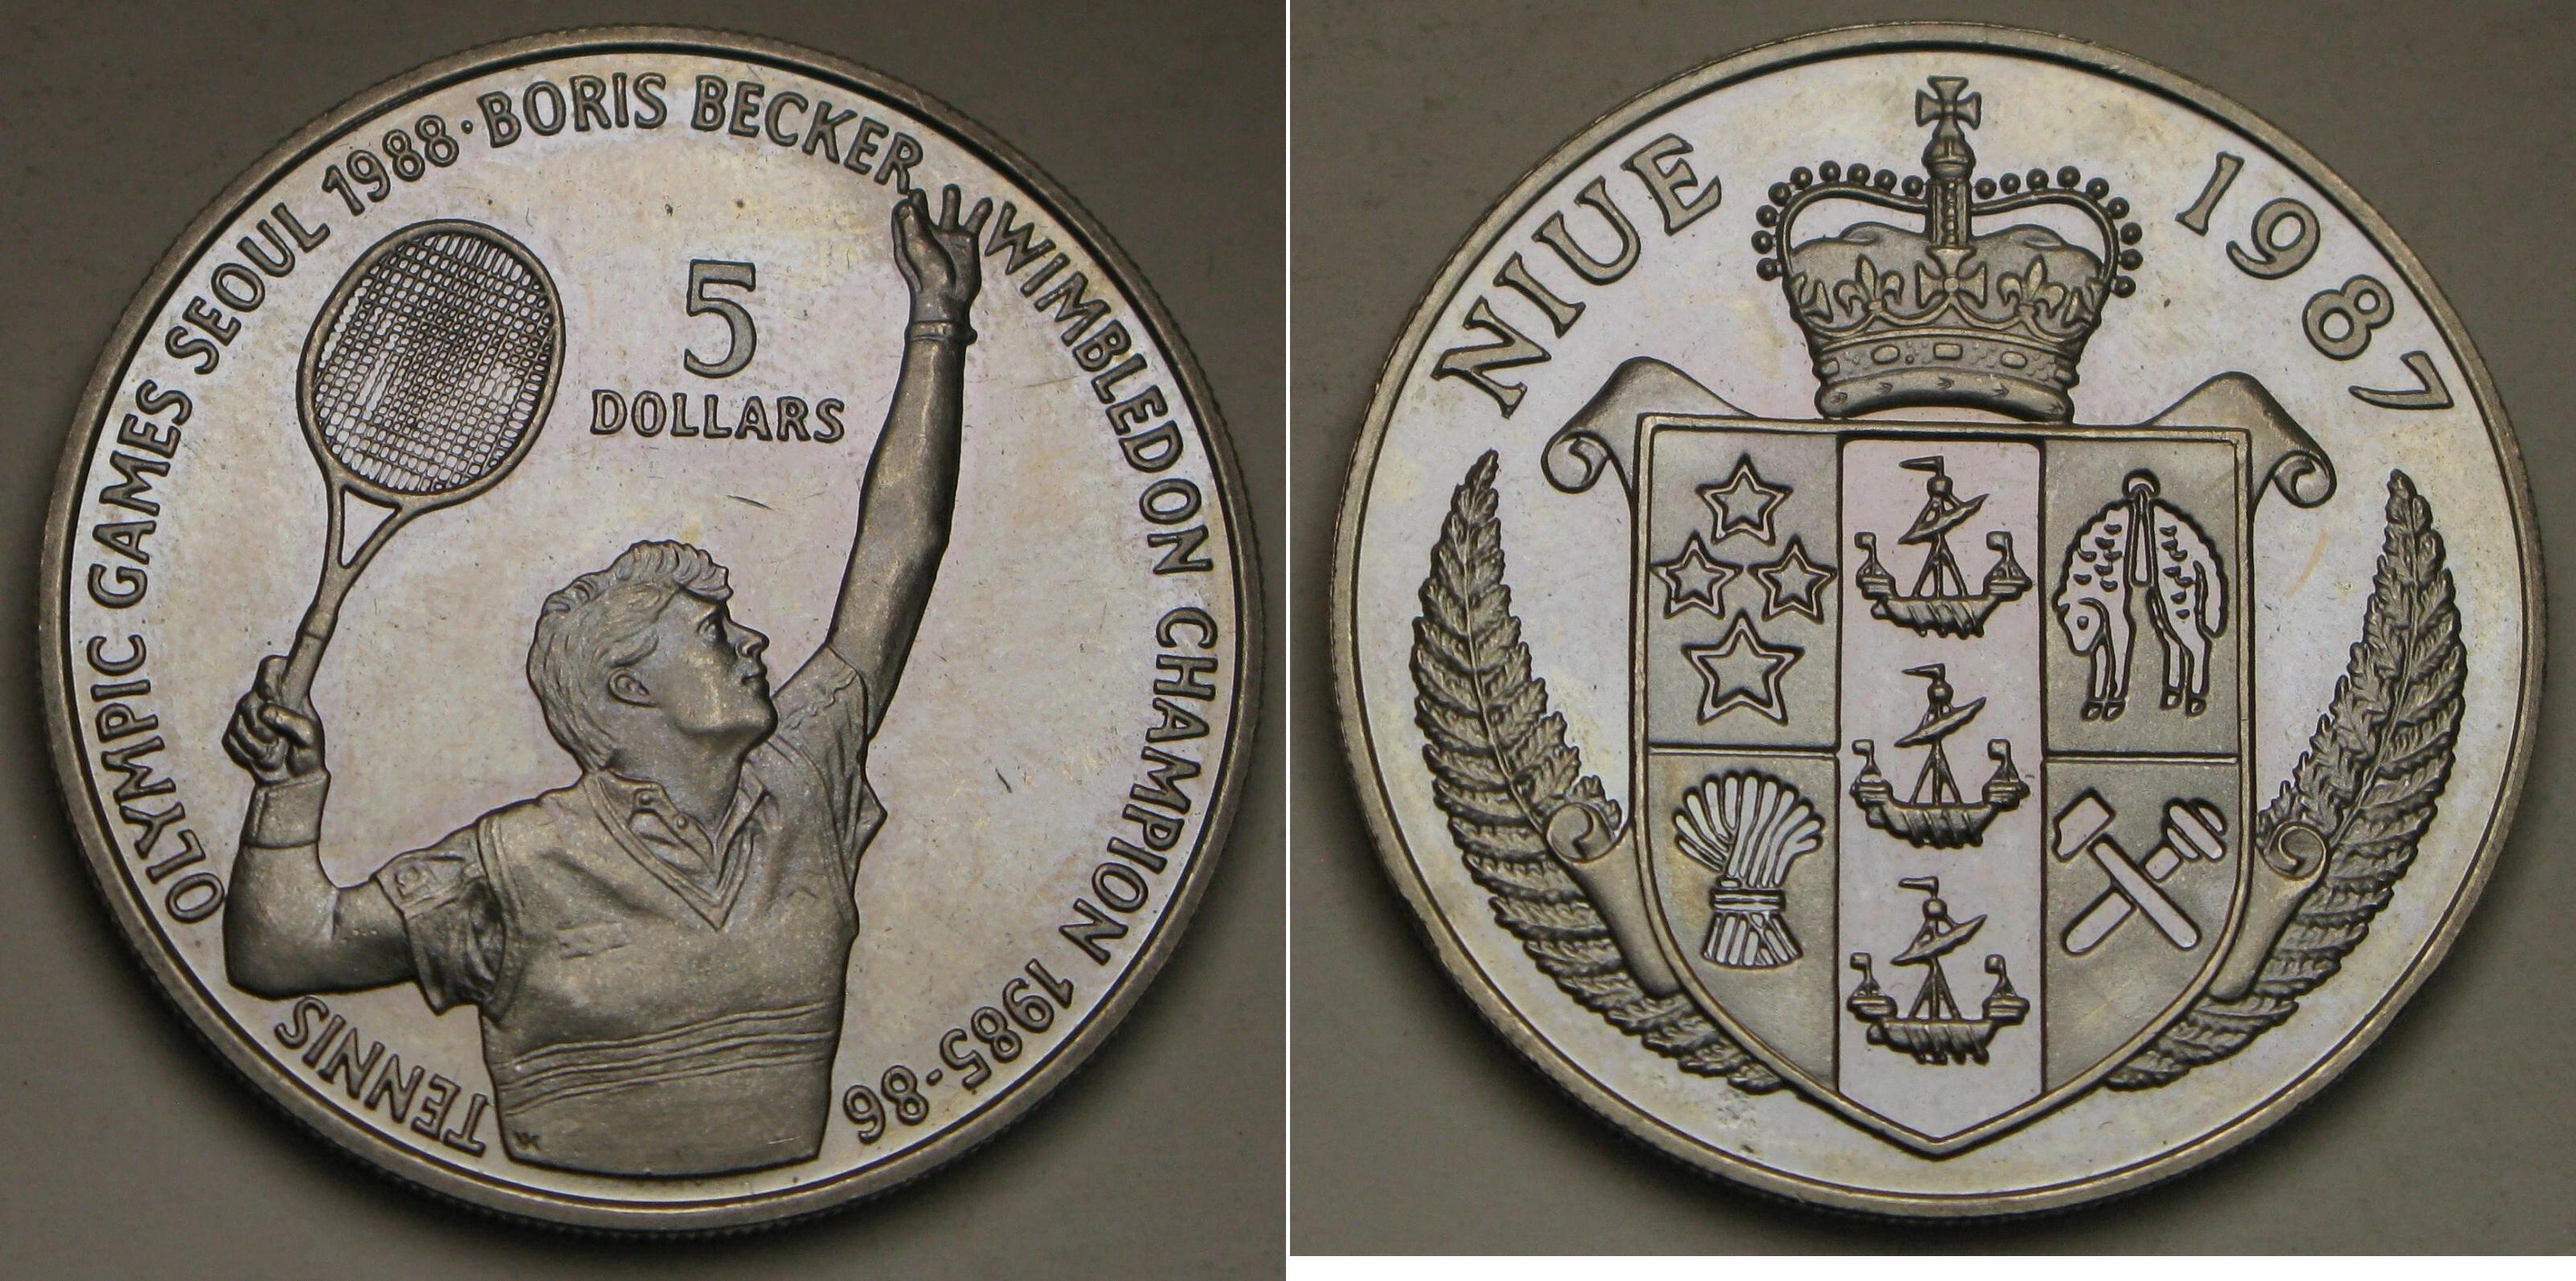 TENNIS OLYMPIC GAMES SEOUL 1988 · BORIS BECKER WIMBLEDON CHAMPION 1985-86
5
DOLLARS
NIUE 1987